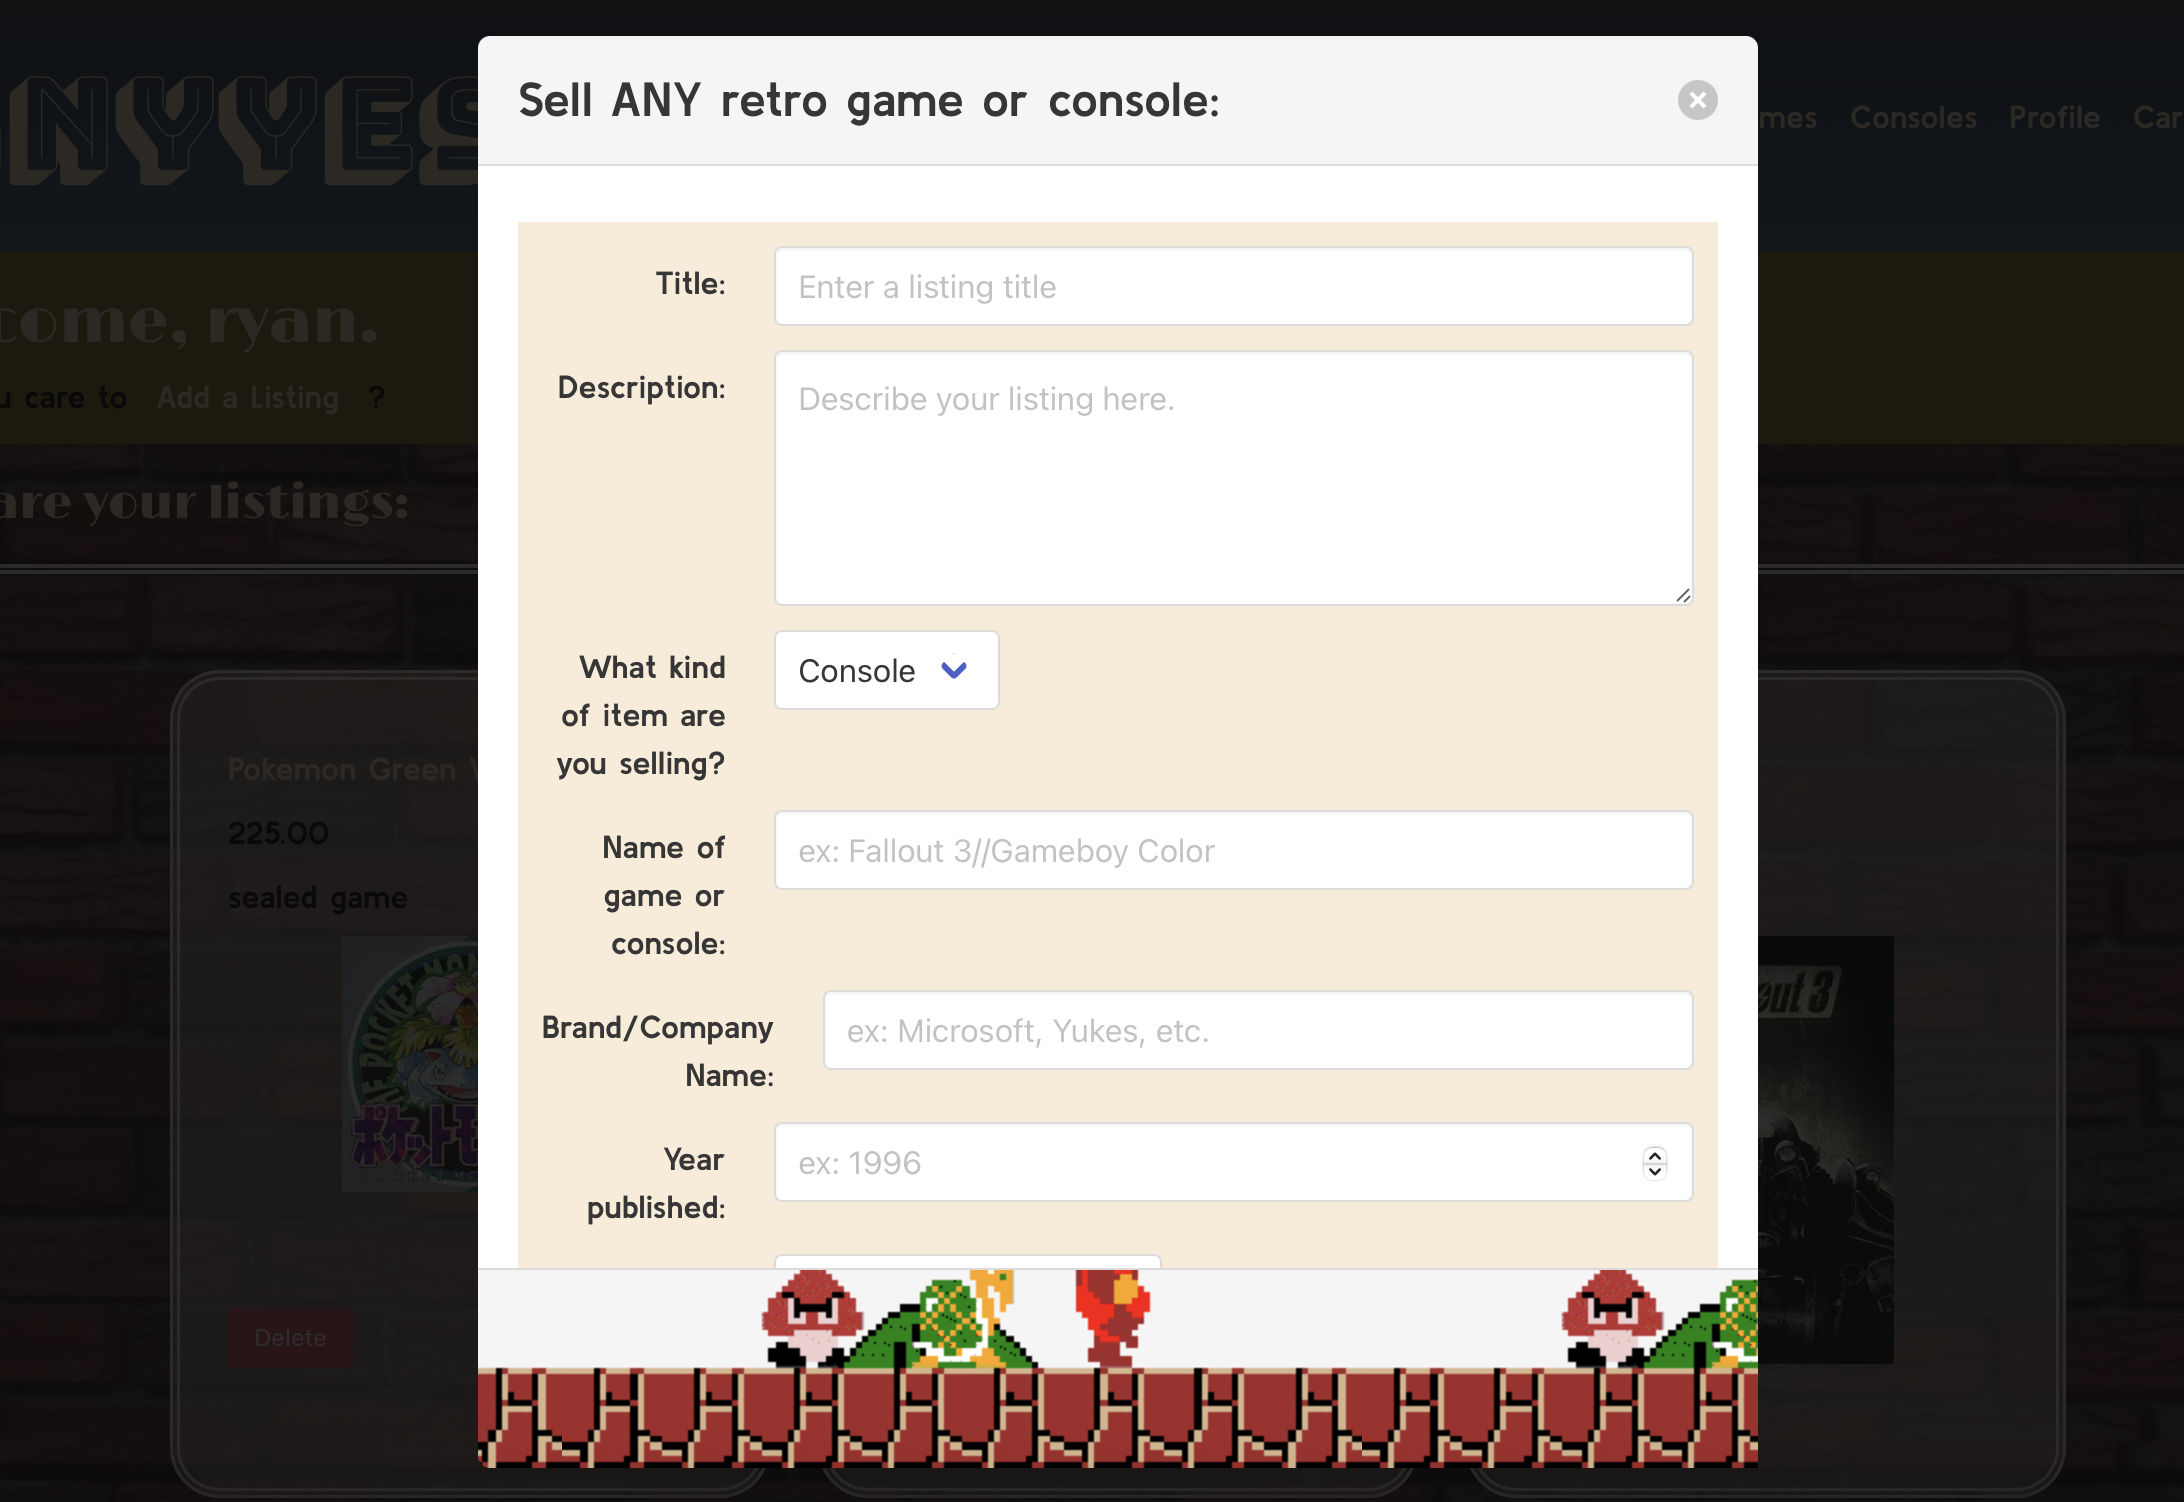 NYYES
mes Consoles Profile Car
Sell ANY retro game or console:
come, ryan.
u care to Add a Listing ?
are your listings:
Title:
Enter a listing title
Description:
Describe your listing here.
What kind
of item are
you selling?
Console
Name of
game or
console:
ex: Fallout 3//Gameboy Color
Brand/Company
Name:
ex: Microsoft, Yukes, etc.
Year
published:
ex: 1996
Pokemon Green
225.00
sealed game
out 3
Delete